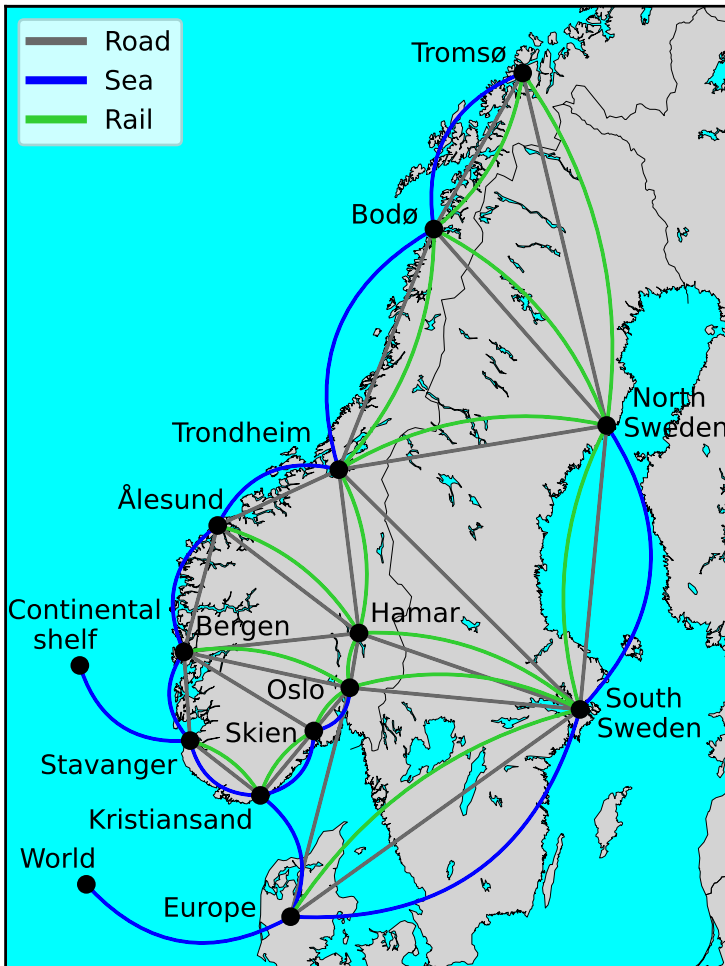 Road
Sea
Rail
Tromsø
Bodø
North
Sweden
Trondheim
Ålesund
Continental
shelf
Bergen
Hamar
Oslo
Skien
South
Sweden
Stavanger
Kristiansand
World
Europe